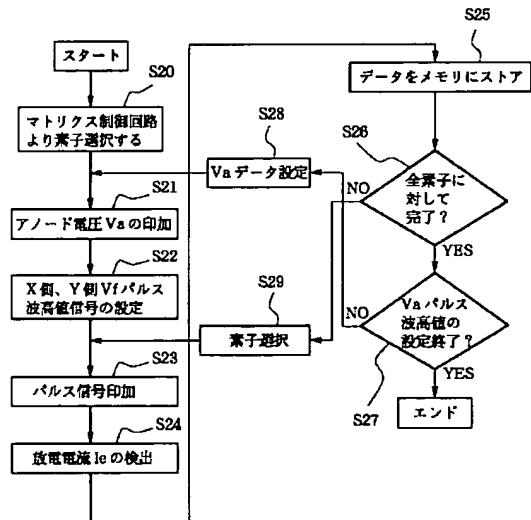 スタート
S20
マトリクス制御回路
より素子選択する
S21
アノード電圧Vaの印加
S22
X側、Y側Vfパルス
波高値信号の設定
S23
パルス信号印加
S24
放電電流Ieの検出
S25
データをメモリにストア
S26
全素子に
対して
完了?
NO
YES
S28
Vaデータ設定
S29
素子選択
Vaパルス
波高値の
設定終了?
NO
YES
S27
エンド